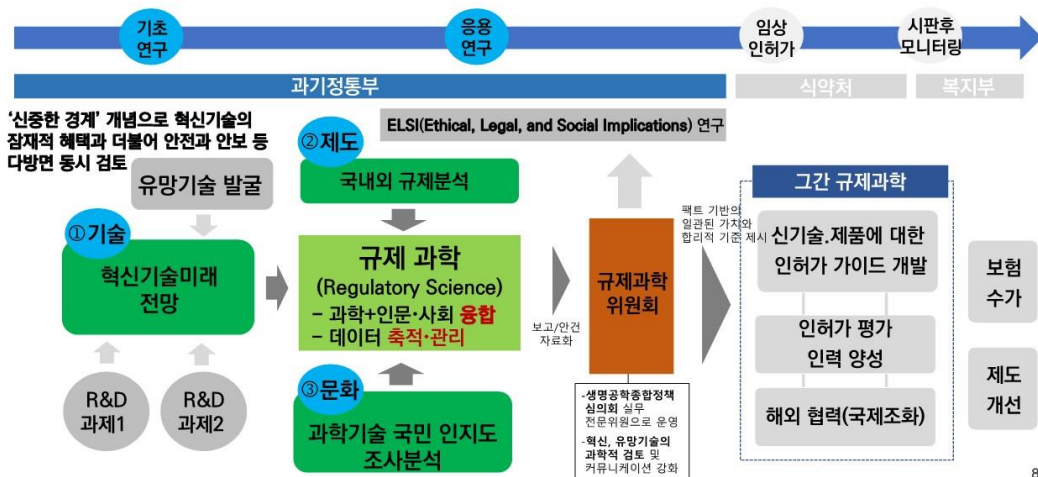 기초
연구
응용
연구
임상
인허가
시판후
모니터링
과기정통부
식약처
복지부
‘신중한 경계’ 개념으로 혁신기술의
잠재적 혜택과 더불어 안전과 안보 등
다방면 동시 검토
ELSI(Ethical, Legal, and Social Implications) 연구
유망기술 발굴
②제도
국내외 규제분석
①기술
혁신기술미래
전망
R&D
과제1
R&D
과제2
규제 과학
(Regulatory Science)
– 과학+인문·사회 융합
– 데이터 축적·관리
③문화
과학기술 국민 인지도
조사분석
보고/안건
자료화
규제과학
위원회
-생명공학종합정책
심의회 실무
전문위원으로 운영
-혁신, 유망기술의
과학적 검토 및
커뮤니케이션 강화
팩트 기반의
일관된 가치와
합리적 기준 제시
그간 규제과학
신기술.제품에 대한
인허가 가이드 개발
인허가 평가
인력 양성
해외 협력(국제조화)
보험
수가
제도
개선
8